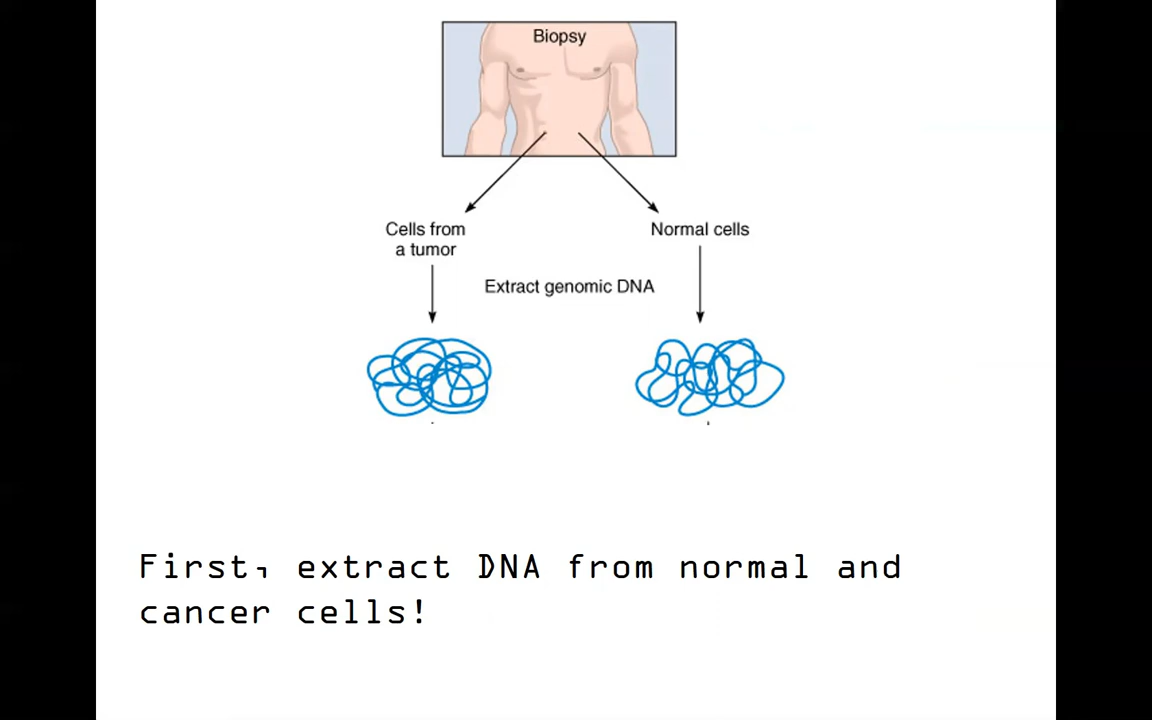 Biopsy
Cells from
a tumor
Normal cells
Extract genomic DNA
First, extract DNA from normal and
cancer cells!